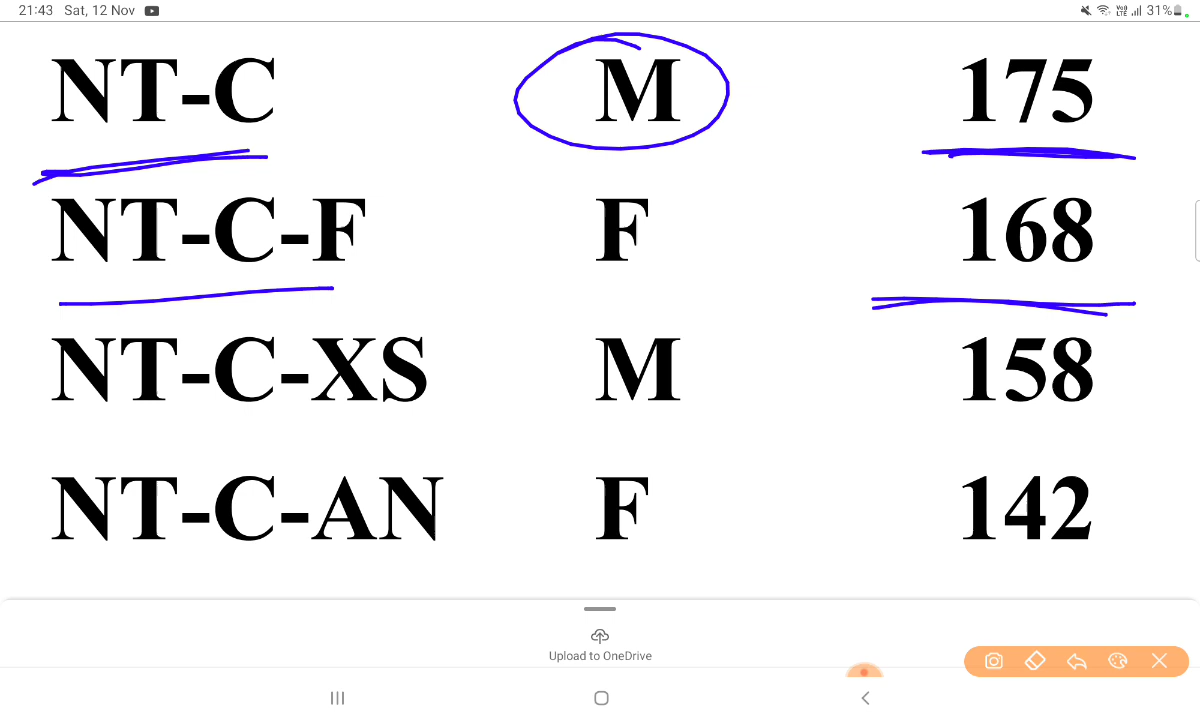 21:43 Sat, 12 Nov 31%
NT-C M 175
NT-C-F F 168
NT-C-XS M 158
NT-C-AN F 142
Upload to OneDrive